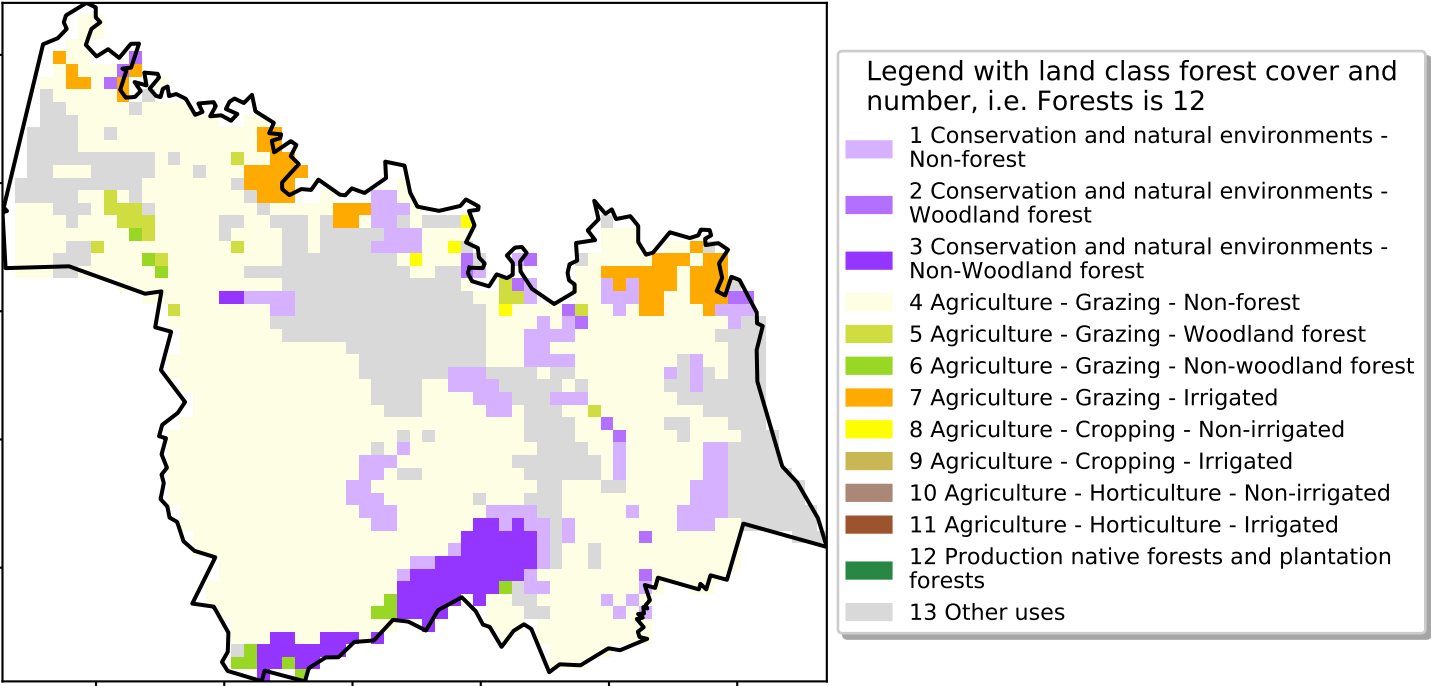 Legend with land class forest cover and
number, i.e. Forests is 12
1 Conservation and natural environments -
Non-forest
2 Conservation and natural environments -
Woodland forest
3 Conservation and natural environments -
Non-Woodland forest
4 Agriculture - Grazing - Non-forest
5 Agriculture - Grazing - Woodland forest
6 Agriculture - Grazing - Non-woodland forest
7 Agriculture - Grazing - Irrigated
8 Agriculture - Cropping - Non-irrigated
9 Agriculture - Cropping - Irrigated
10 Agriculture - Horticulture - Non-irrigated
11 Agriculture - Horticulture - Irrigated
12 Production native forests and plantation
forests
13 Other uses